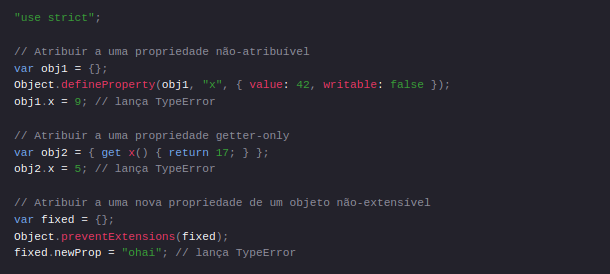 "use strict";
// Atribuir a uma propriedade não-atribuível
var obj1 = {};
Object.defineProperty(obj1, "x", { value: 42, writable: false });
obj1.x = 9; // lança TypeError
// Atribuir a uma propriedade getter-only
var obj2 = { get x() { return 17; } };
obj2.x = 5; // lança TypeError
// Atribuir a uma nova propriedade de um objeto não-extensivel
var fixed = {};
Object.preventExtensions(fixed);
fixed.newProp = "ohai"; // lança TypeError